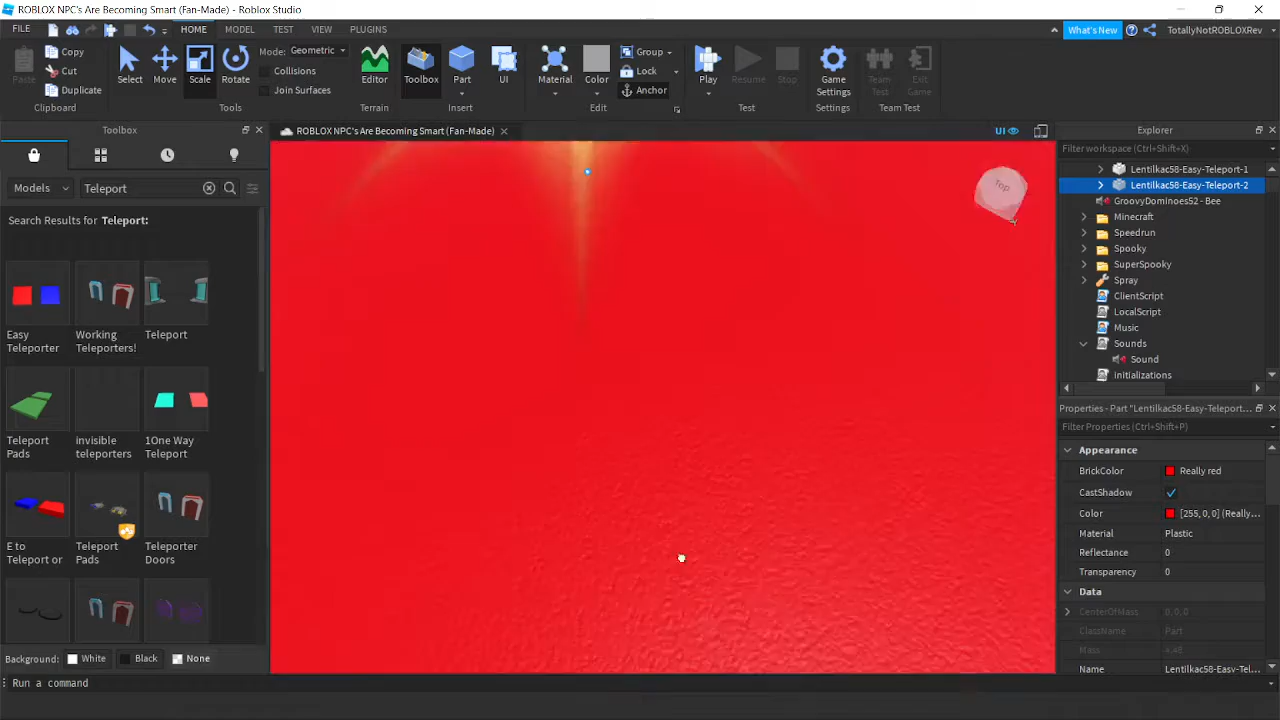 ROBLOX NPC's Are Becoming Smart (Fan-Made) - Roblox Studio
FILE HOME MODEL TEST VIEW PLUGINS What's New TotallyNotROBLOXRev
Paste Copy Cut Duplicate Clipboard
Select Move Scale Rotate Mode: Geometric Collisions Join Surfaces Tools
Editor Terrain
Toolbox Part UI Insert
Material Color Group Lock Anchor Edit
Play Resume Stop Test
Game Settings Settings
Team Test Exit Game Team Test
Toolbox
ROBLOX NPC's Are Becoming Smart (Fan-Made)
UI
Models Teleport
Search Results for Teleport:
Easy Teleporter
Working Teleporters!
Teleport
Teleport Pads
invisible teleporters
1One Way Teleport
E to Teleport or
Teleport Pads
Teleporter Doors
Background: White Black None
Run a command
Top
Explorer
Filter workspace (Ctrl+Shift+X)
Lentilkac58-Easy-Teleport-1
Lentilkac58-Easy-Teleport-2
GroovyDominoes52 - Bee
Minecraft
Speedrun
Spooky
SuperSpooky
Spray
ClientScript
LocalScript
Music
Sounds
Sound
Initializations
Properties - Part "Lentilkac58-Easy-Teleport...
Filter Properties (Ctrl+Shift+P)
Appearance
BrickColor Really red
CastShadow
Color [255, 0, 0] (Really...
Material Plastic
Reflectance 0
Transparency 0
Data
CenterOfMass 0,0,0
ClassName Part
Mass 4.48
Name Lentilkac58-Easy-Tel...